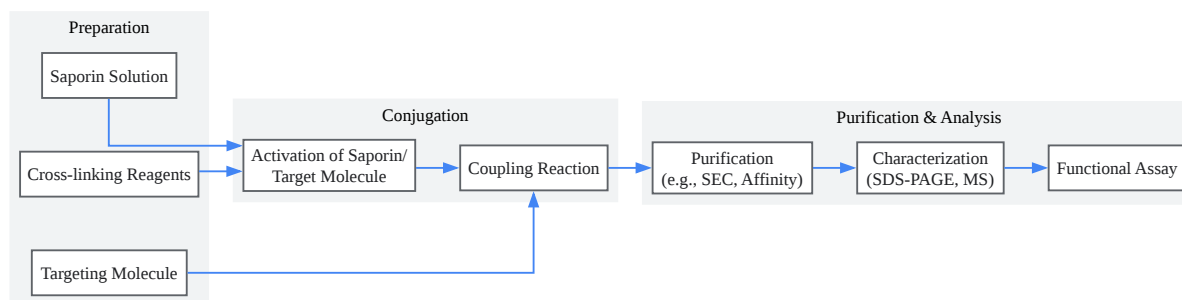 Preparation
Saporin Solution
Cross-linking Reagents
Targeting Molecule
Conjugation
Activation of Saporin/
Target Molecule
Coupling Reaction
Purification & Analysis
Purification
(e.g., SEC, Affinity)
Characterization
(SDS-PAGE, MS)
Functional Assay